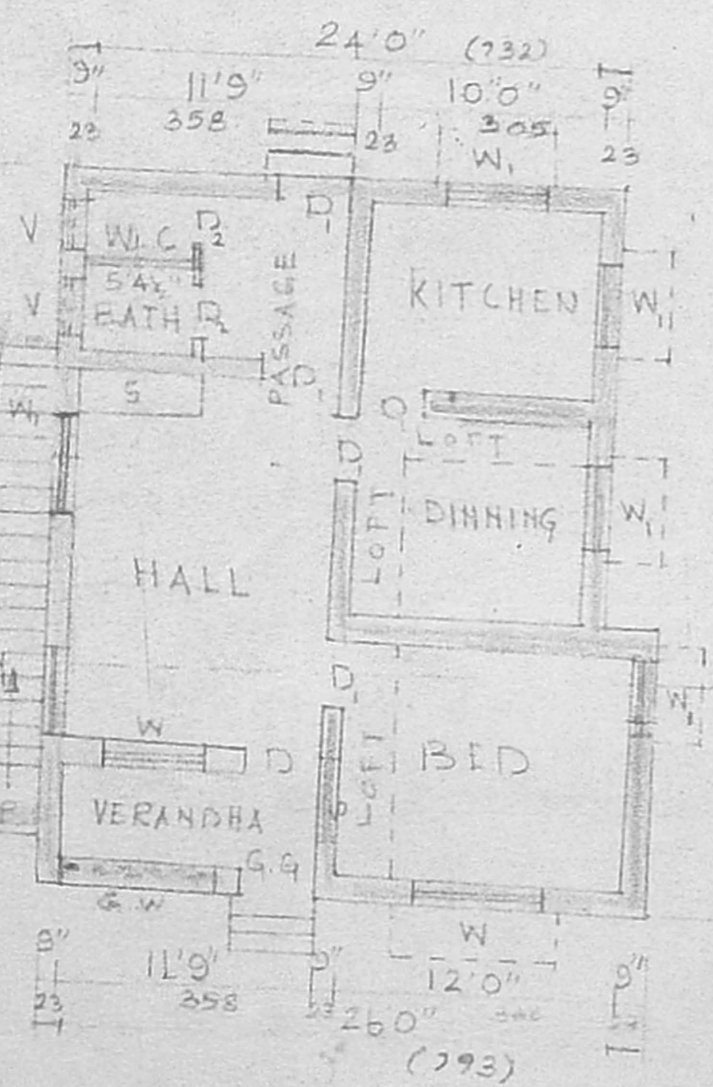 24'0" (732)
9" 11'9" 9" 10'0" 9"
23 358 23 305 23
W1
V W.C D2 D1
5'4½"
V BATH D2 PASSAGE KITCHEN W1
D1
S D
W1 LOFT
D
LOFT DINNING W1
HALL
D1 W1
W
D LOFT BED
VERANDHA
G.G
G.W
W
9" 11'9" 9" 12'0" 9"
23 358 23 23
26'0"
(793)